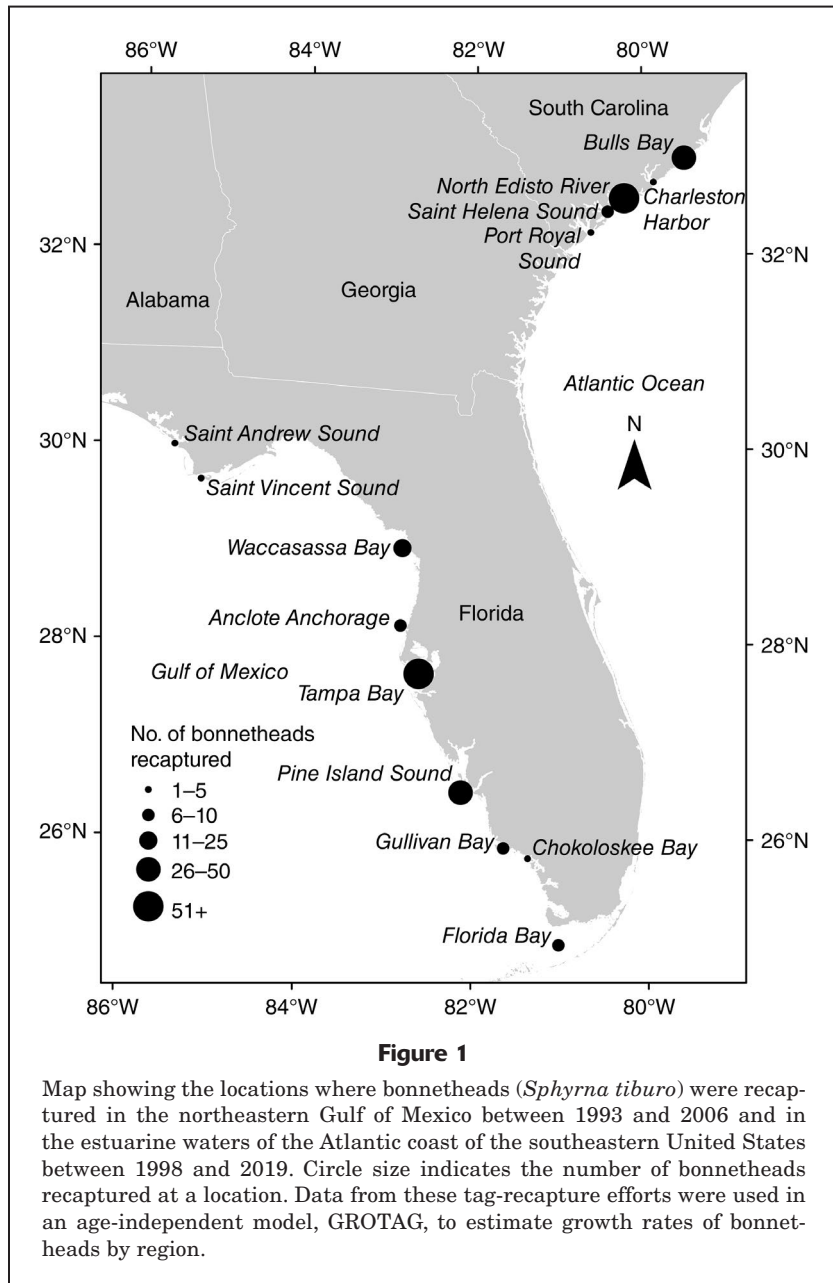 86°W 84°W 82°W 80°W
South Carolina
Bulls Bay
North Edisto River
Charleston
Harbor
Saint Helena Sound
Port Royal
Sound
32°N
32°N
Georgia
Alabama
Atlantic Ocean
N
30°N
30°N
Saint Andrew Sound
Saint Vincent Sound
Waccasassa Bay
Anclote Anchorage
Florida
28°N
28°N
Gulf of Mexico
Tampa Bay
No. of bonnetheads
recaptured
1–5
6–10
11–25
26–50
51+
Pine Island Sound
26°N
26°N
Gullivan Bay
Chokoloskee Bay
Florida Bay
86°W 84°W 82°W 80°W
Figure 1
Map showing the locations where bonnetheads (Sphyrna tiburo) were recap-
tured in the northeastern Gulf of Mexico between 1993 and 2006 and in
the estuarine waters of the Atlantic coast of the southeastern United States
between 1998 and 2019. Circle size indicates the number of bonnetheads
recaptured at a location. Data from these tag-recapture efforts were used in
an age-independent model, GROTAG, to estimate growth rates of bonnet-
heads by region.